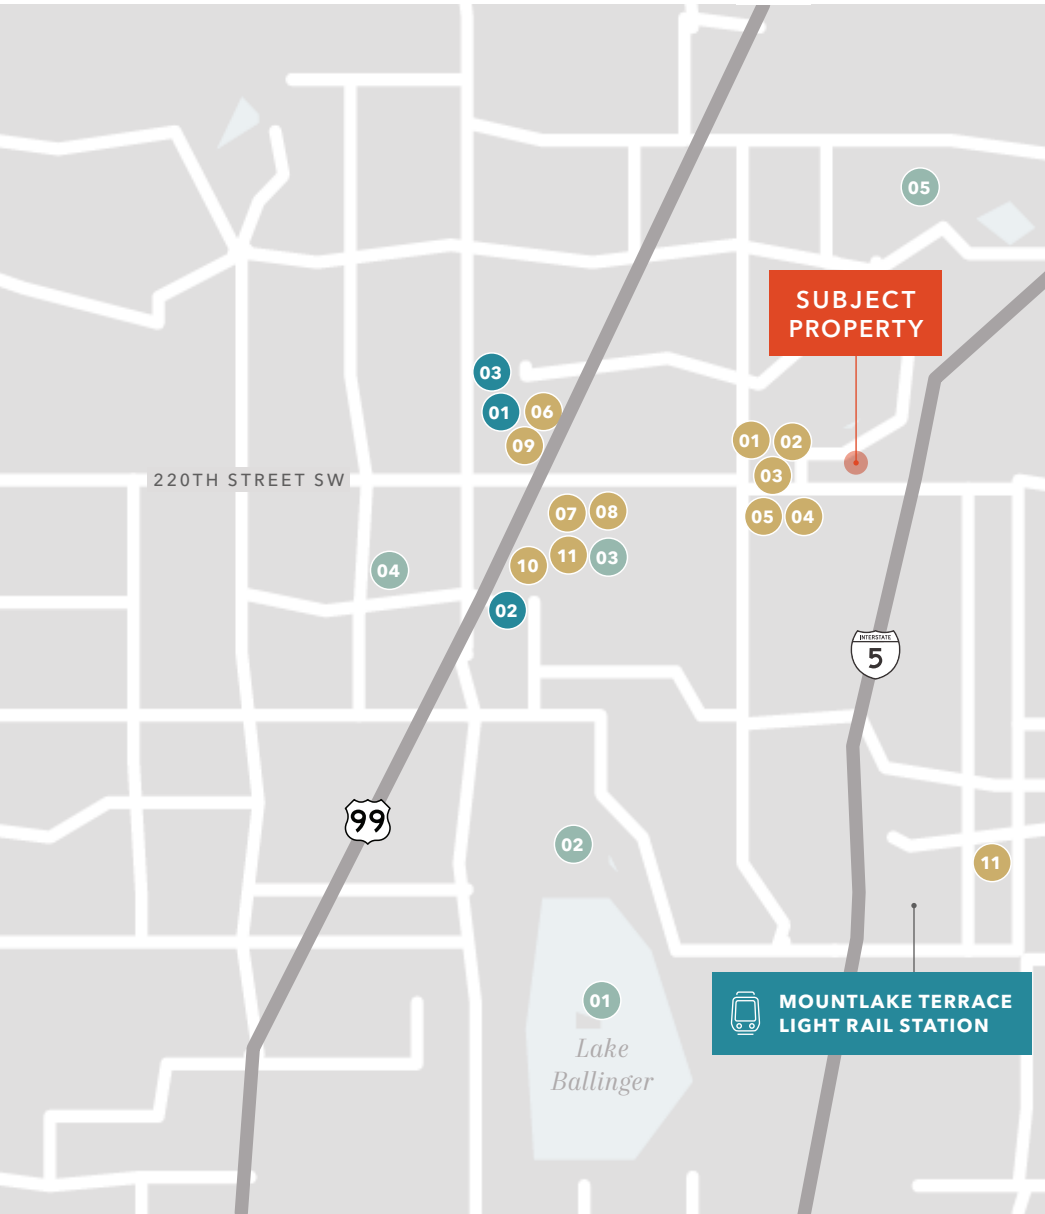 05
SUBJECT
PROPERTY
03
01
06
09
01
02
03
05
04
220TH STREET SW
07
08
10
11
03
04
02
INTERSTATE
5
99
02
11
01
Lake
Ballinger
MOUNTLAKE TERRACE
LIGHT RAIL STATION